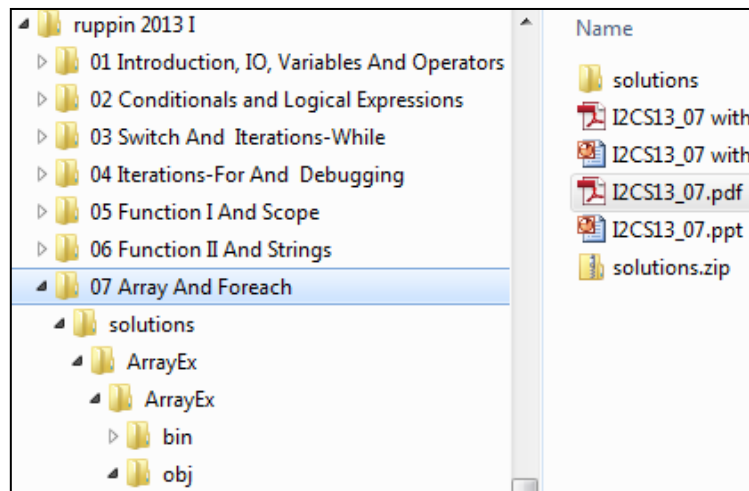 ruppin 2013 I
01 Introduction, IO, Variables And Operators
02 Conditionals and Logical Expressions
03 Switch And  Iterations-While
04 Iterations-For And  Debugging
05 Function I And Scope
06 Function II And Strings
07 Array And Foreach
solutions
ArrayEx
ArrayEx
bin
obj
Name
solutions
I2CS13_07 with
I2CS13_07 with
I2CS13_07.pdf
I2CS13_07.ppt
solutions.zip